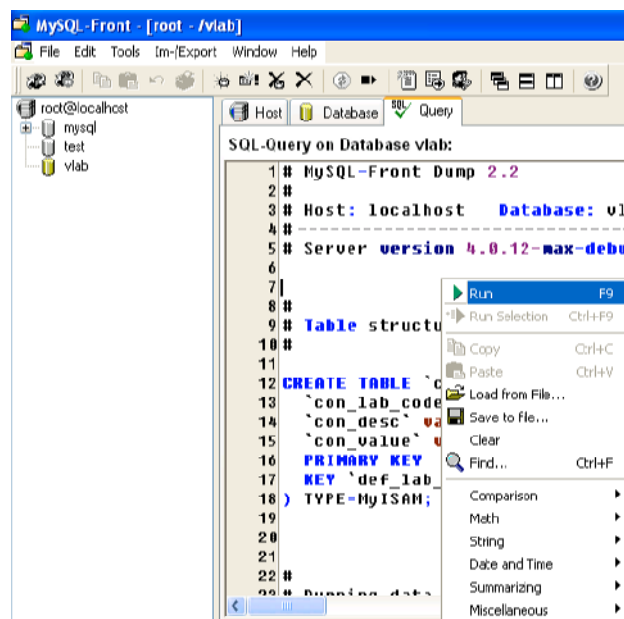 MySQL-Front - [root - /vlab]
File Edit Tools Im-/Export Window Help
root@localhost
mysql
test
vlab
Host Database SQL Query
SQL-Query on Database vlab:
1 # MySQL-Front Dump 2.2
2 #
3 # Host: localhost Database: vl
4 # --------------------------------
5 # Server version 4.0.12-max-debu
6
7
8 #
9 # Table structu
10 #
11
12 CREATE TABLE `c
13 `con_lab_code
14 `con_desc` va
15 `con_value` v
16 PRIMARY KEY
17 KEY `def_lab_
18 ) TYPE=MyISAM;
19
20
21
22 #
23 # Dumping data
Run F9
Run Selection Ctrl+F9
Copy Ctrl+C
Paste Ctrl+V
Load from File...
Save to file...
Clear
Find... Ctrl+F
Comparison
Math
String
Date and Time
Summarizing
Miscellaneous